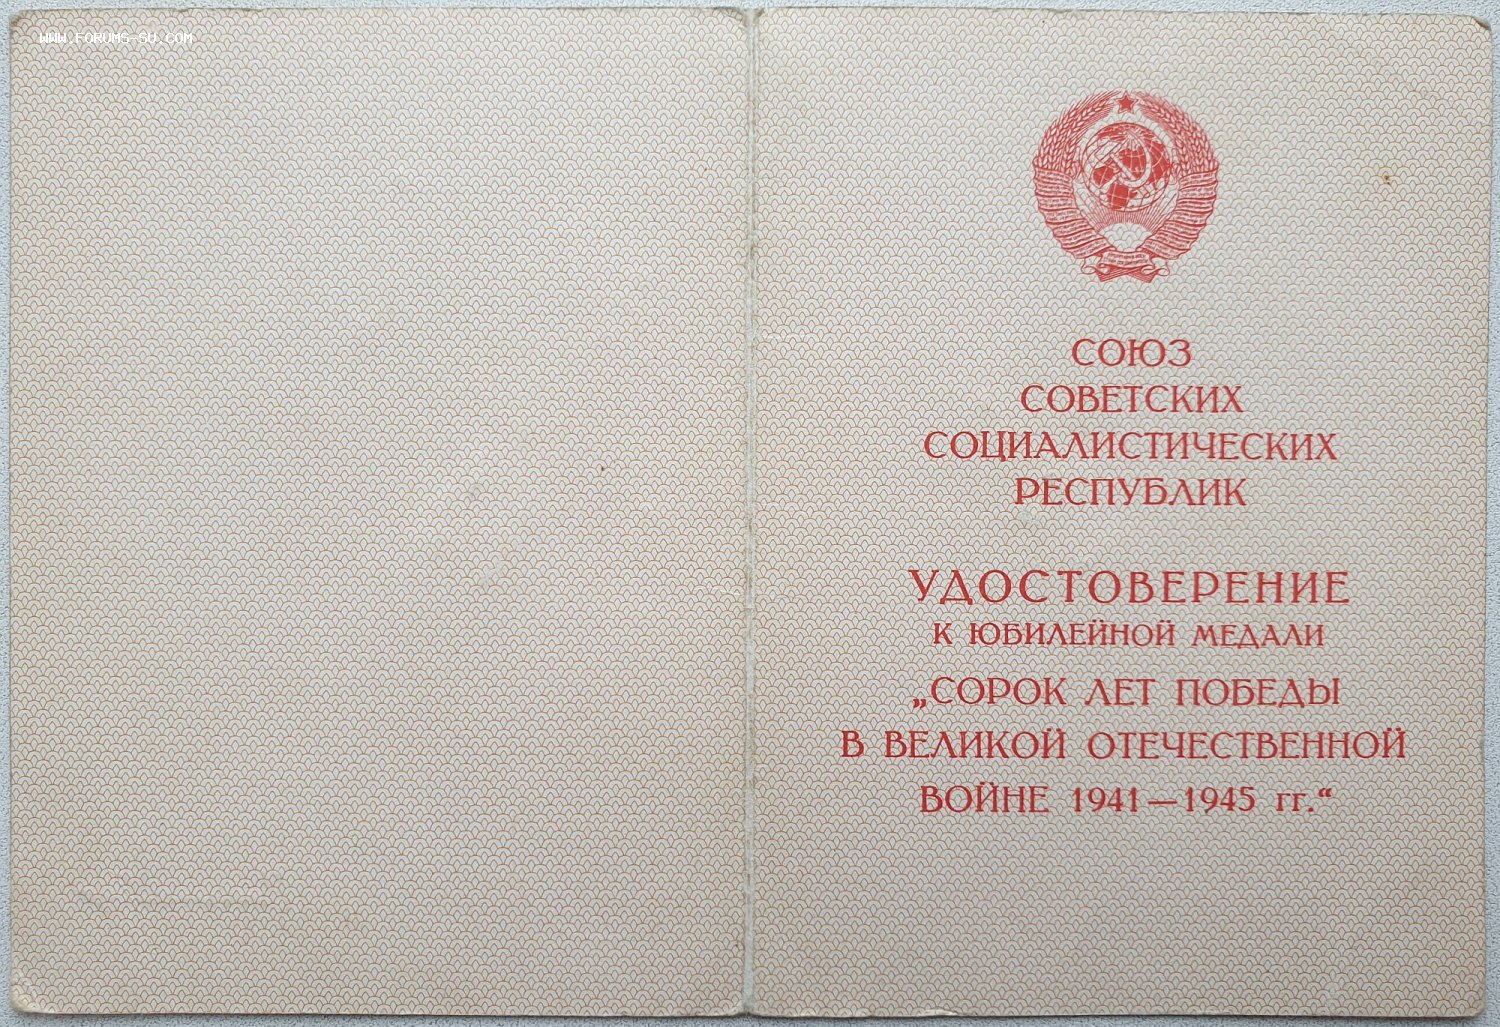 WWW.FORUMS-SU.COM
СОЮЗ
СОВЕТСКИХ
СОЦИАЛИСТИЧЕСКИХ
РЕСПУБЛИК
УДОСТОВЕРЕНИЕ
К ЮБИЛЕЙНОЙ МЕДАЛИ
„СОРОК ЛЕТ ПОБЕДЫ
В ВЕЛИКОЙ ОТЕЧЕСТВЕННОЙ
ВОЙНЕ 1941—1945 гг.“